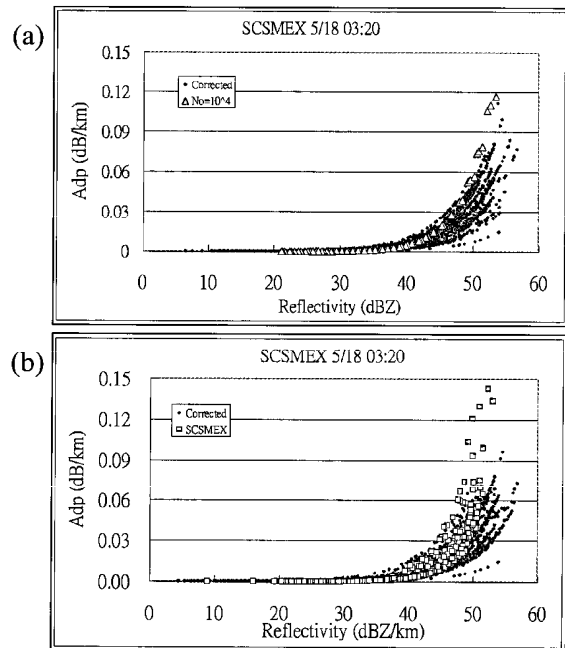 (a)
SCSMEX 5/18 03:20
Adp (dB/km)
0.15
0.12
0.09
0.06
0.03
0
Corrected
No=10^4
0 10 20 30 40 50 60
Reflectivity (dBZ)
(b)
SCSMEX 5/18 03:20
Adp (dB/km)
0.15
0.12
0.09
0.06
0.03
0.00
Corrected
SCSMEX
0 10 20 30 40 50 60
Reflectivity (dBZ/km)